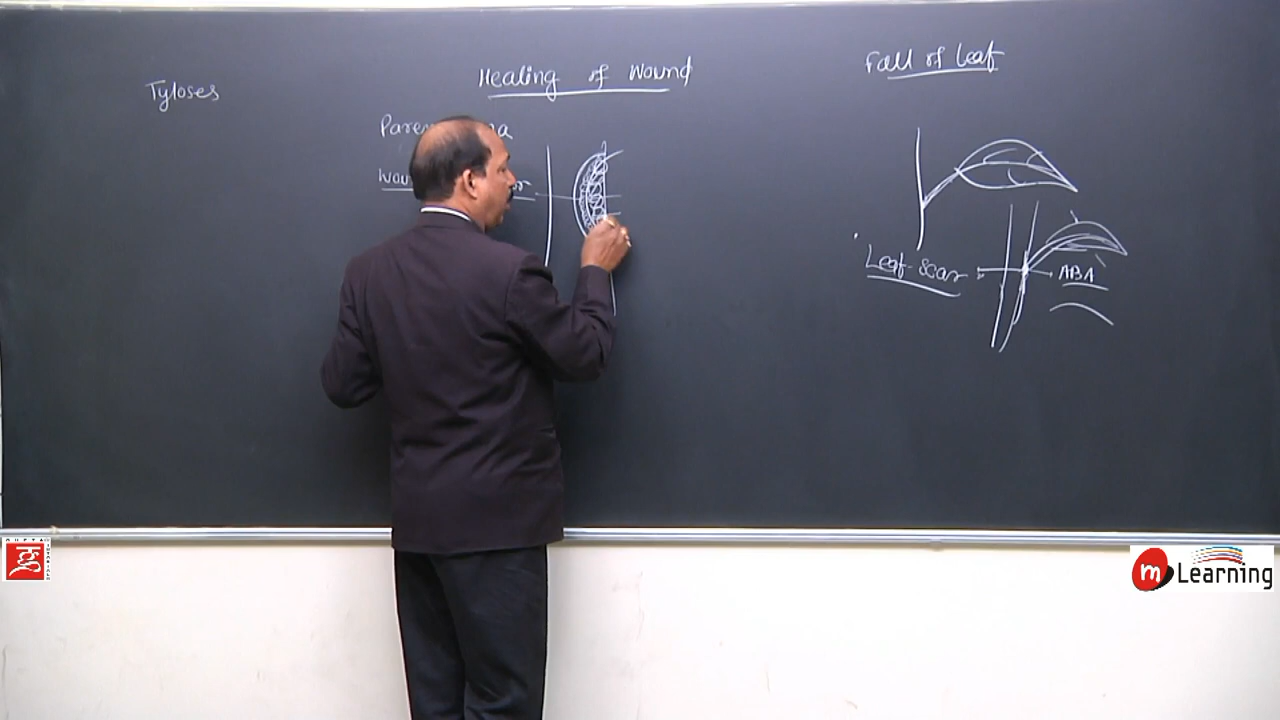 Tyloses
Healing of Wound
Fall of Leaf
Leaf-Scar
ABA
m Learning